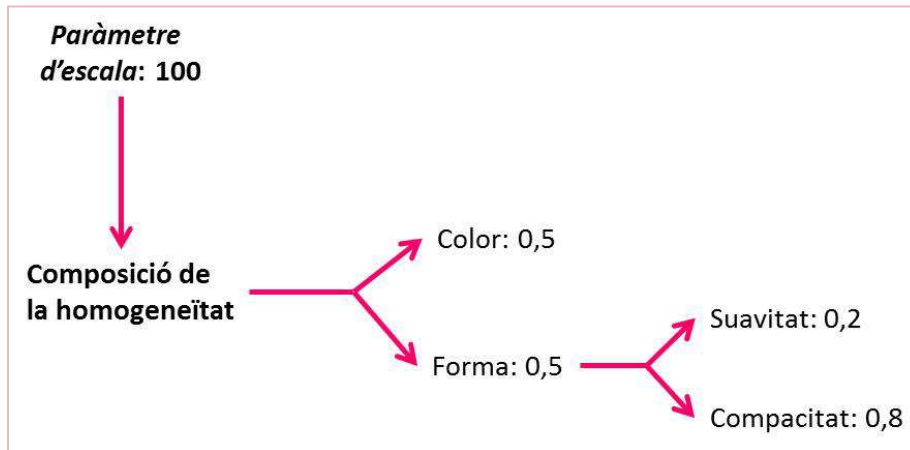 Paràmetre
d’escala: 100
Composició de
la homogeneïtat
Color: 0,5
Forma: 0,5
Suavitat: 0,2
Compacitat: 0,8